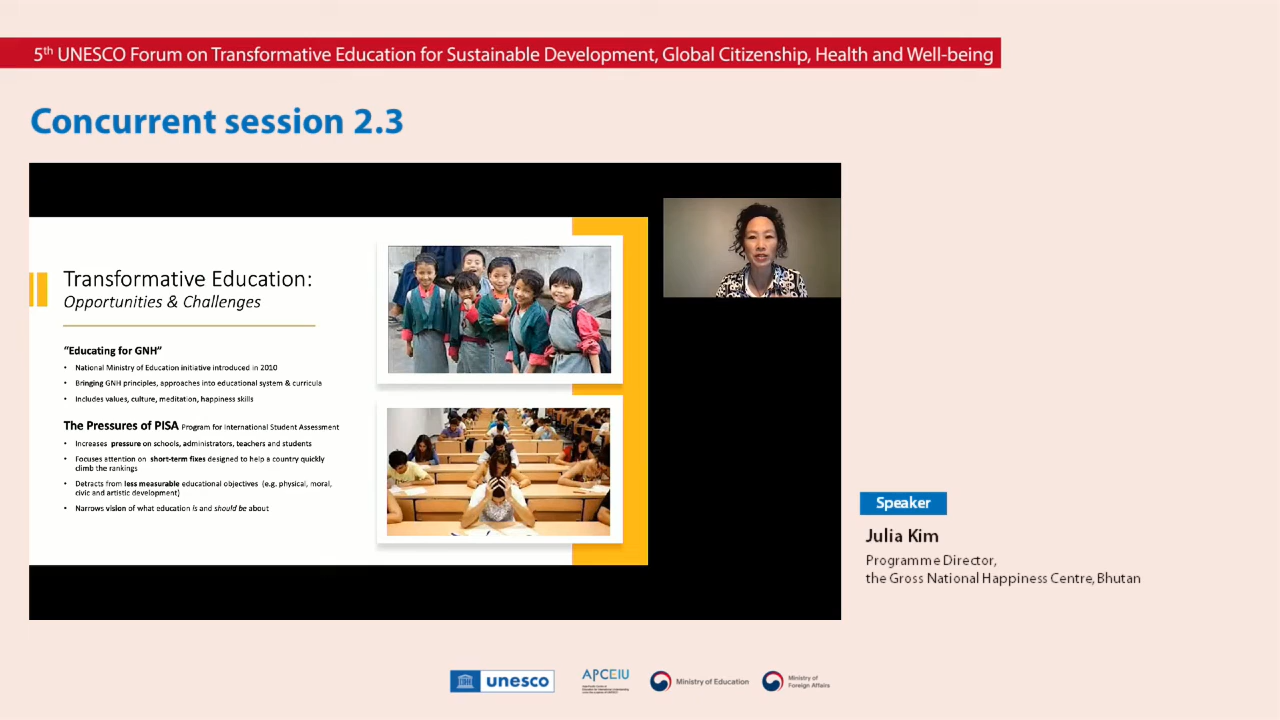 5th UNESCO Forum on Transformative Education for Sustainable Development, Global Citizenship, Health and Well-being
Concurrent session 2.3
Transformative Education:
Opportunities & Challenges
“Educating for GNH”
• National Ministry of Education initiative introduced in 2010
• Bringing GNH principles, approaches into educational system & curricula
• Includes values, culture, meditation, happiness skills
The Pressures of PISA Program for International Student Assessment
• Increases pressure on schools, administrators, teachers and students
• Focuses attention on short-term fixes designed to help a country quickly
climb the rankings
• Detracts from less measurable educational objectives (e.g. physical, moral,
civic and artistic development)
• Narrows vision of what education is and should be about
Speaker
Julia Kim
Programme Director,
the Gross National Happiness Centre, Bhutan
unesco
APCEIU
Ministry of Education
Ministry of
Foreign Affairs